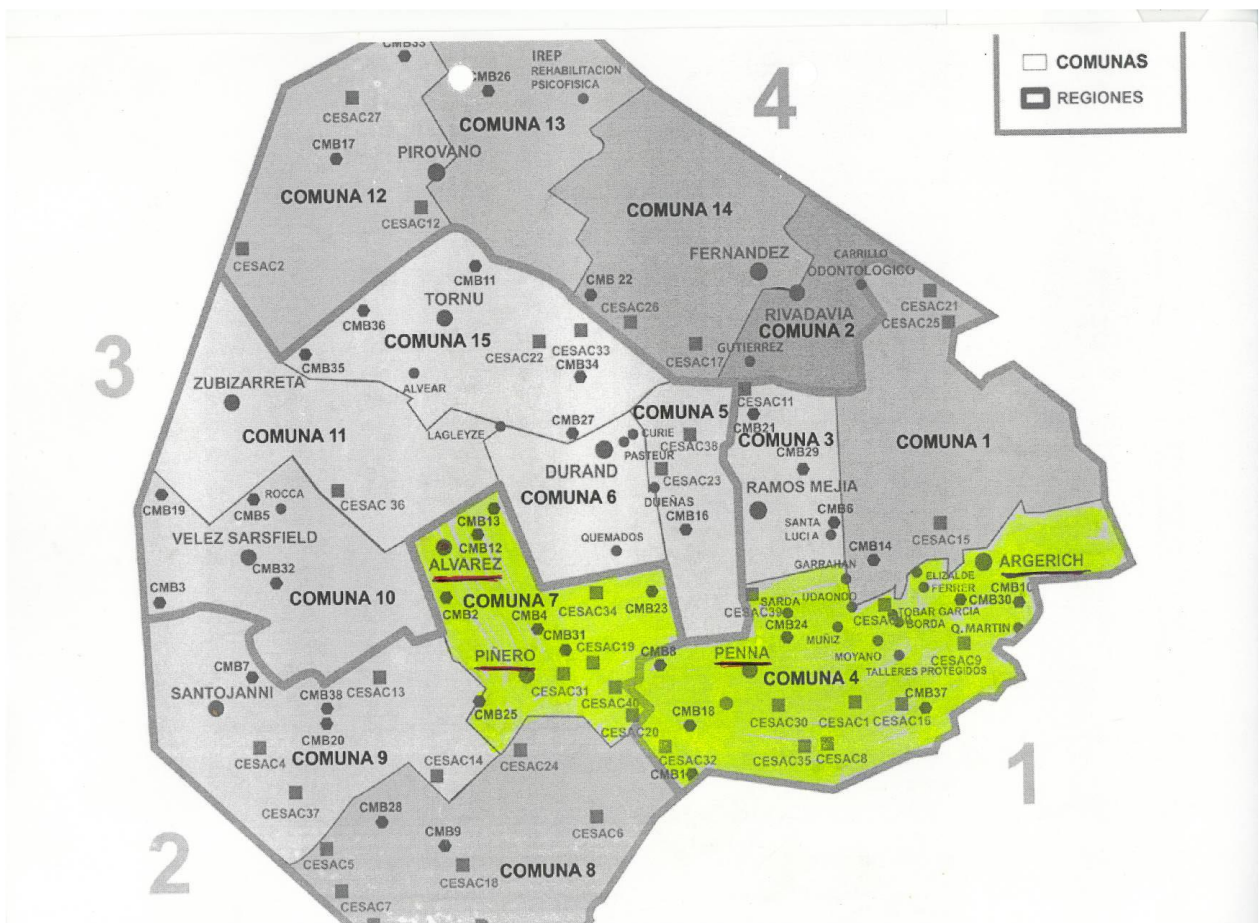 COMUNAS
REGIONES
4
CMB33
IREP
REHABILITACION
PSICOFISICA
CMB26
CESAC27
COMUNA 13
CMB17
PIROVANO
COMUNA 12
CESAC12
COMUNA 14
CESAC2
FERNANDEZ
CARRILLO
ODONTOLOGICO
CMB11
CMB 22
TORNU
CESAC26
RIVADAVIA
CESAC21
CMB36
COMUNA 15
COMUNA 2
CESAC25
CESAC22
CESAC33
CESAC17
GUTIERREZ
3
CMB35
CMB34
ZUBIZARRETA
ALVEAR
CESAC11
COMUNA 5
CMB21
CMB27
LAGLEYZE
CURIE
CESAC38
COMUNA 3
COMUNA 1
COMUNA 11
PASTEUR
CMB29
DURAND
CESAC23
RAMOS MEJIA
COMUNA 6
DUEÑAS
CESAC 36
ROCCA
CMB19
CMB5
CMB13
CMB16
CMB6
SANTA
LUCIA
CESAC15
VELEZ SARSFIELD
QUEMADOS
CMB12
CMB14
ALVAREZ
GARRAHAN
ARGERICH
CMB32
ELIZALDE
FERRER
CMB3
CMB2
COMUNA 7
CESAC34
CMB23
CESAC39
SARDA
UDAONDO
CMB10
CMB30
COMUNA 10
CMB4
CMB24
TOBAR GARCIA
BORDA
CMB31
MUÑIZ
Q. MARTIN
PIÑERO
CESAC19
CMB8
PENNA
MOYANO
CESAC9
CMB7
CESAC13
TALLERES PROTEGIDOS
SANTOJANNI
CMB38
CESAC31
COMUNA 4
CESAC40
CMB37
CMB25
CMB18
CESAC30
CESAC1
CESAC16
CMB20
CESAC20
CESAC4
COMUNA 9
CESAC14
CESAC24
CESAC32
CESAC35
CESAC8
CMB1
1
CESAC37
CMB28
CESAC6
CMB9
2
CESAC5
COMUNA 8
CESAC18
CESAC7